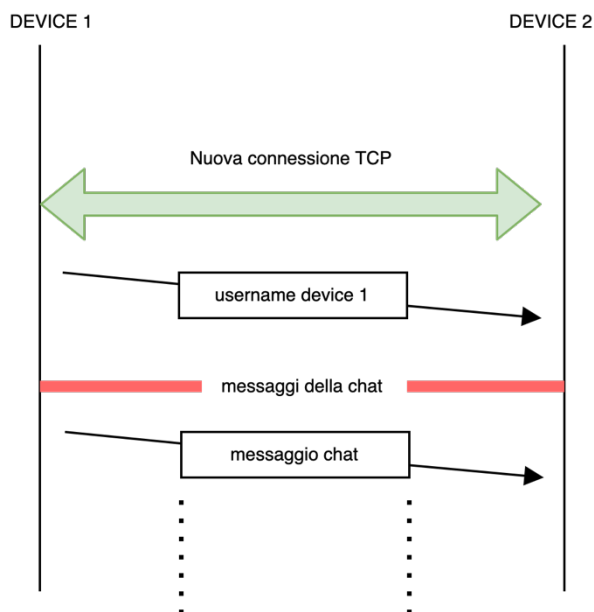 DEVICE 1
DEVICE 2
Nuova connessione TCP
username device 1
messaggi della chat
messaggio chat